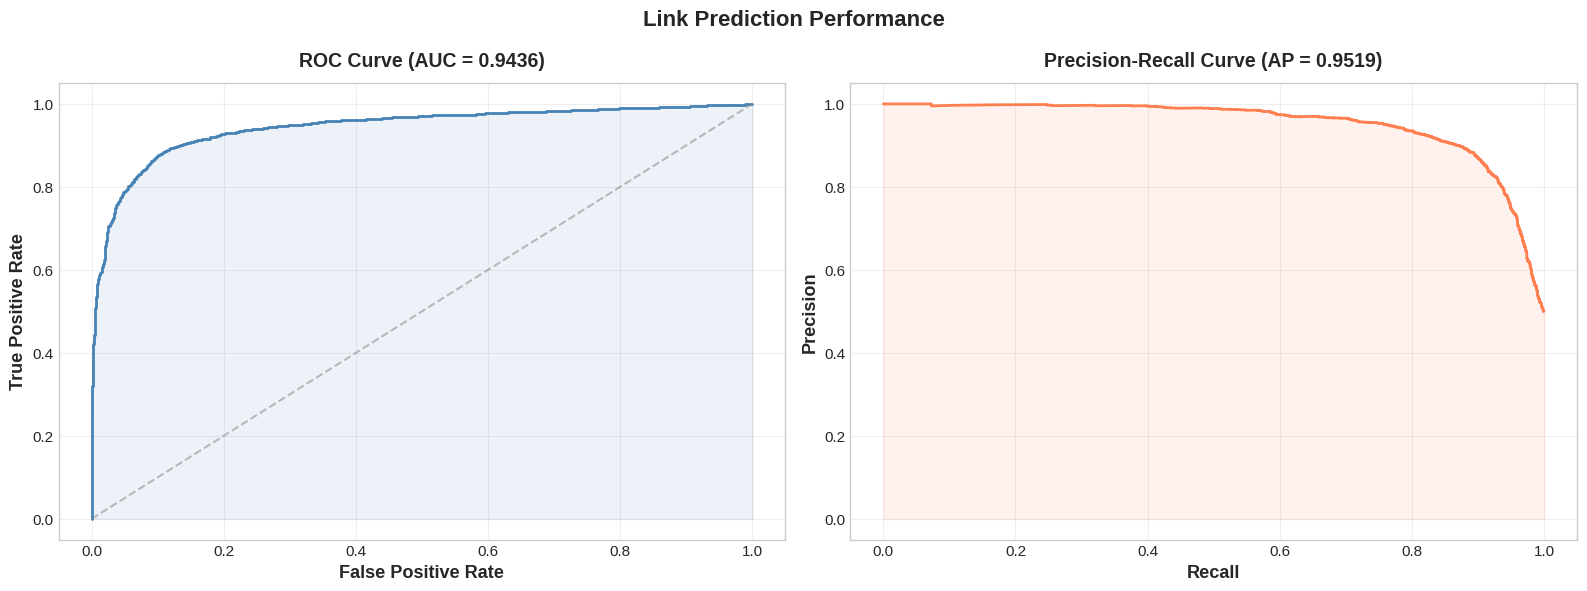 Link Prediction Performance
ROC Curve (AUC = 0.9436)
True Positive Rate
1.0
0.8
0.6
0.4
0.2
0.0
0.0 0.2 0.4 0.6 0.8 1.0
False Positive Rate
Precision-Recall Curve (AP = 0.9519)
Precision
1.0
0.8
0.6
0.4
0.2
0.0
0.0 0.2 0.4 0.6 0.8 1.0
Recall